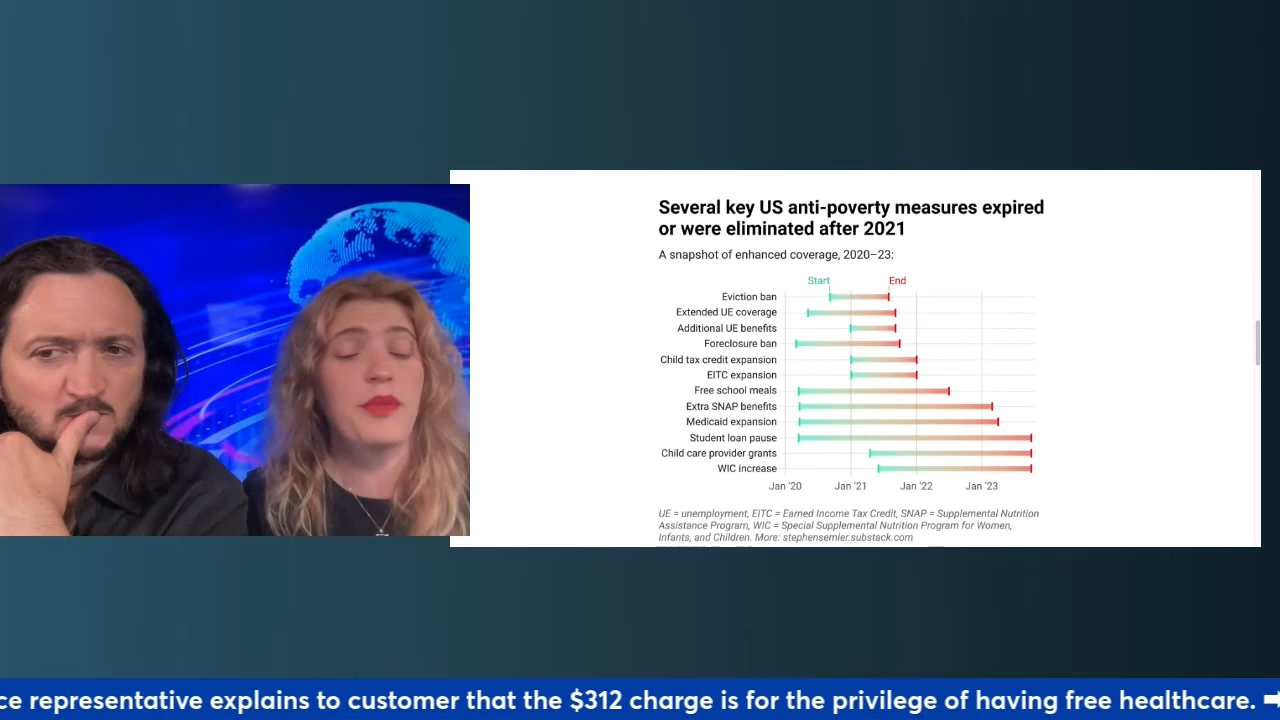 Several key US anti-poverty measures expired
or were eliminated after 2021
A snapshot of enhanced coverage, 2020–23:
Start End
Eviction ban
Extended UE coverage
Additional UE benefits
Foreclosure ban
Child tax credit expansion
EITC expansion
Free school meals
Extra SNAP benefits
Medicaid expansion
Student loan pause
Child care provider grants
WIC increase
Jan '20 Jan '21 Jan '22 Jan '23
UE = unemployment, EITC = Earned Income Tax Credit, SNAP = Supplemental Nutrition
Assistance Program, WIC = Special Supplemental Nutrition Program for Women,
Infants, and Children. More: stephensemler.substack.com
ce representative explains to customer that the $312 charge is for the privilege of having free healthcare.